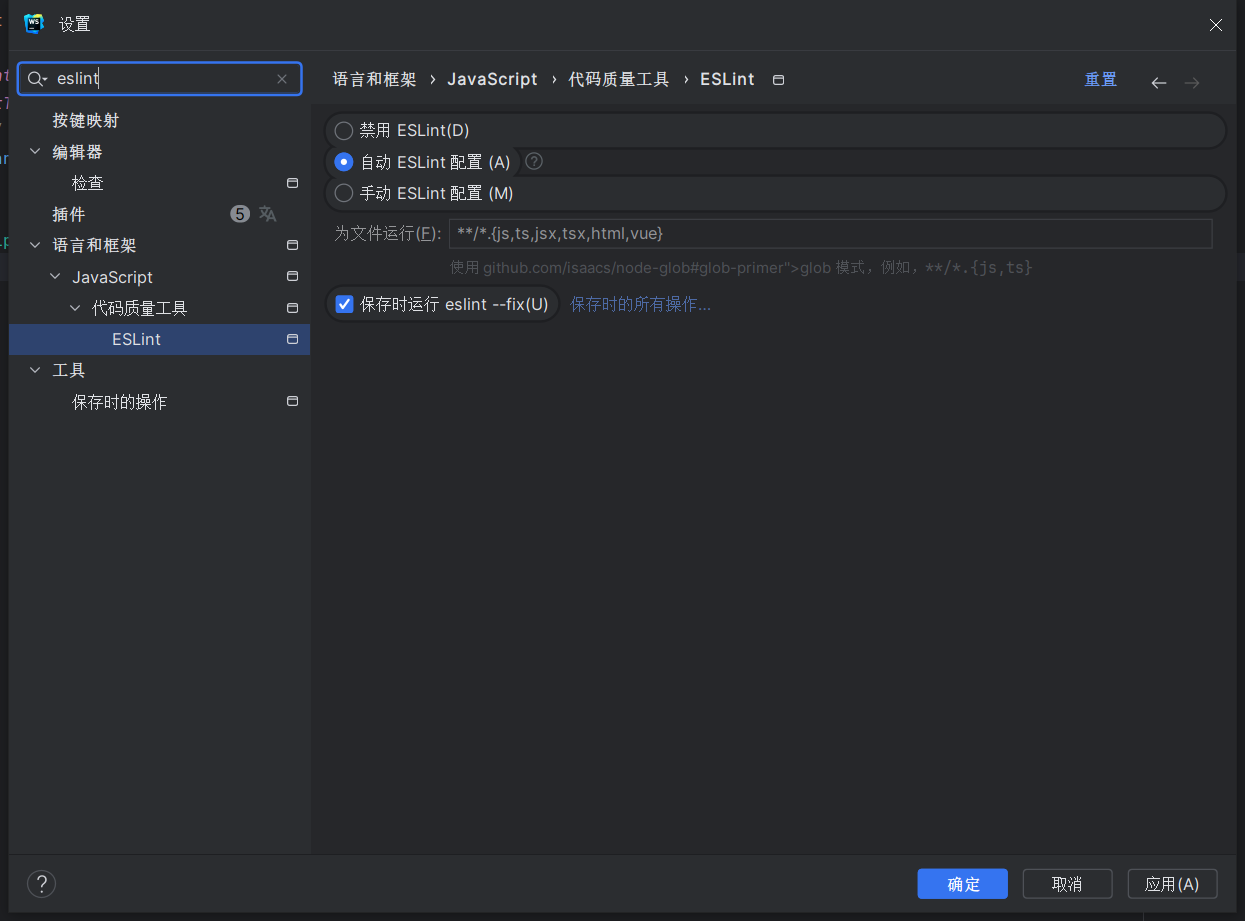 WS
设置
eslint
语言和框架 › JavaScript › 代码质量工具 › ESLint
重置
按键映射
编辑器
检查
插件 5
语言和框架
JavaScript
代码质量工具
ESLint
工具
保存时的操作
禁用 ESLint(D)
自动 ESLint 配置 (A) ?
手动 ESLint 配置 (M)
为文件运行(F): **/*.{js,ts,jsx,tsx,html,vue}
使用 github.com/isaacs/node-glob#glob-primer">glob 模式，例如，**/*.{js,ts}
保存时运行 eslint --fix(U) 保存时的所有操作...
? 确定 取消 应用(A)